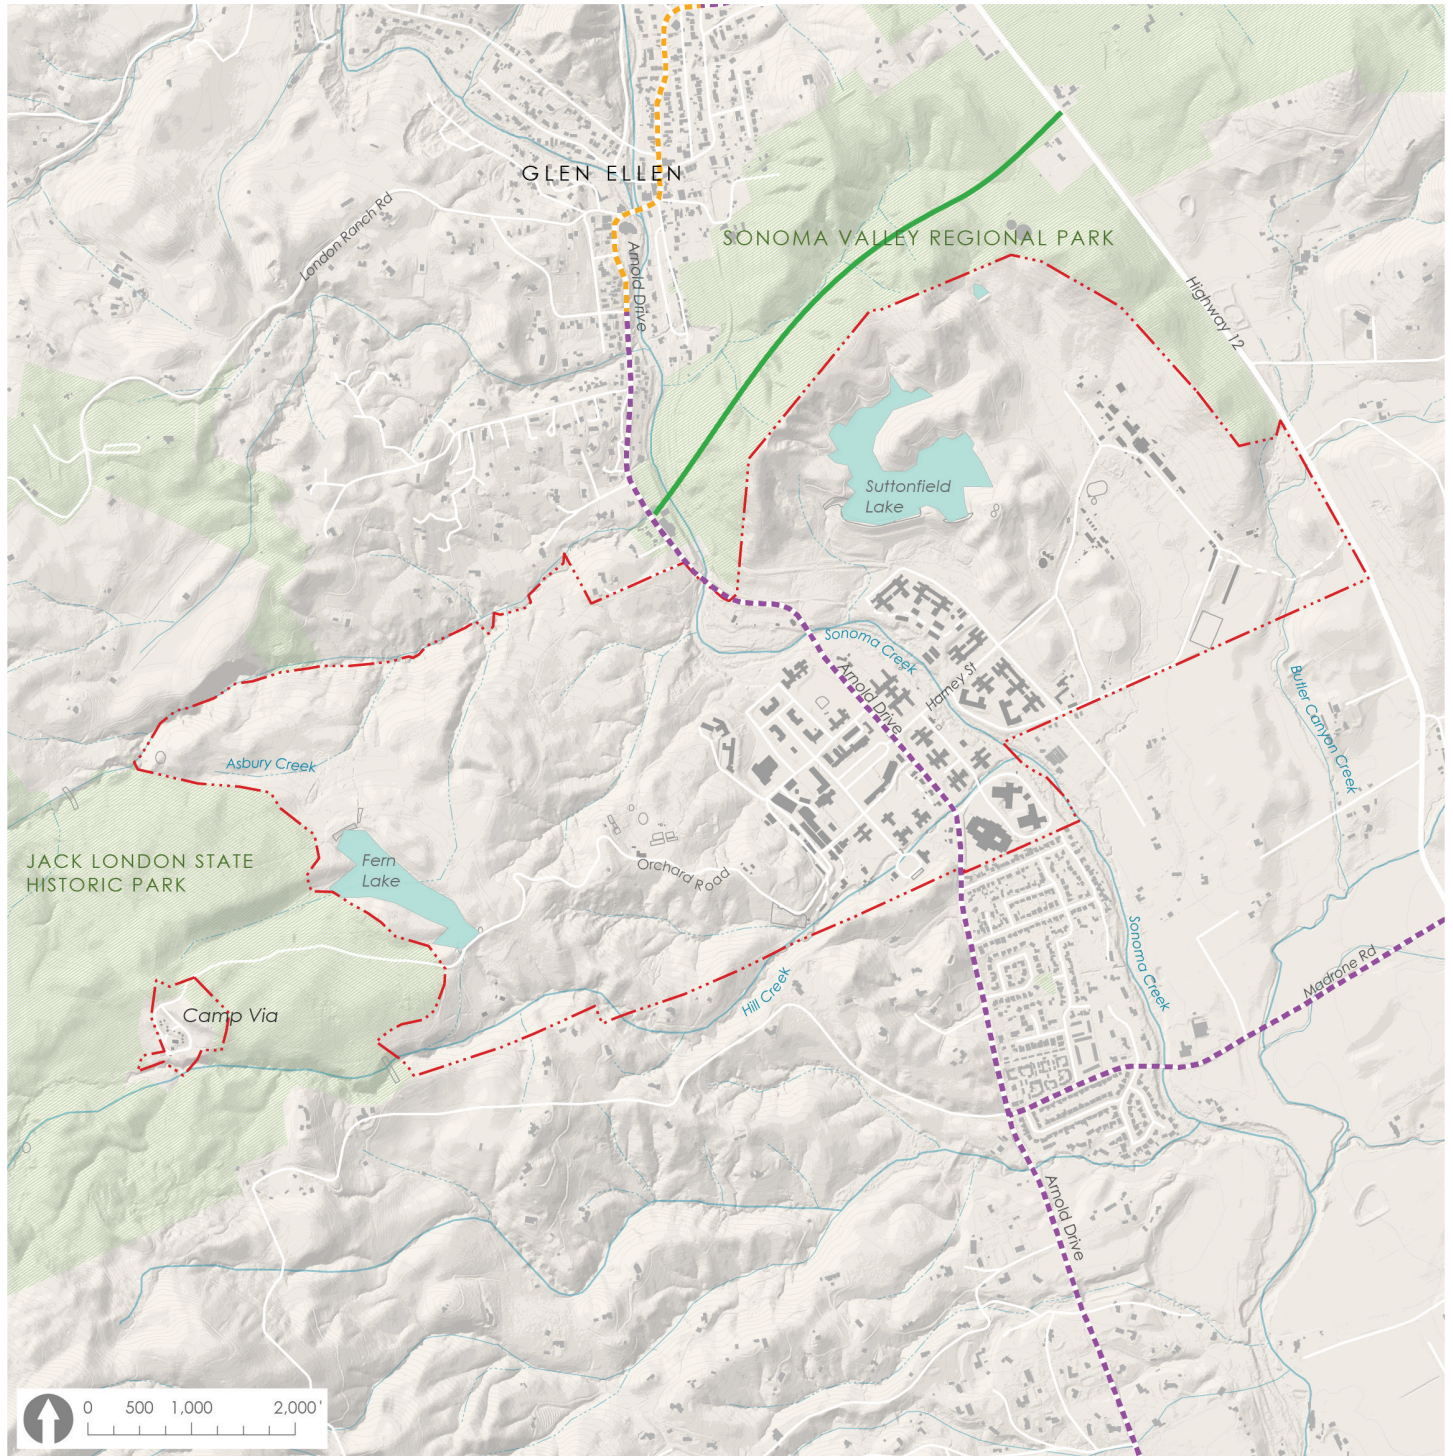 GLEN ELLEN
London Ranch Rd
Arnold Drive
SONOMA VALLEY REGIONAL PARK
Highway 12
Suttonfield
Lake
Sonoma Creek
Arnold Drive
Harney St
Butler Canyon Creek
Asbury Creek
JACK LONDON STATE
HISTORIC PARK
Fern
Lake
Orchard Road
Sonoma Creek
Madrone Rd
Hill Creek
Camp Via
Arnold Drive
0 500 1,000 2,000'